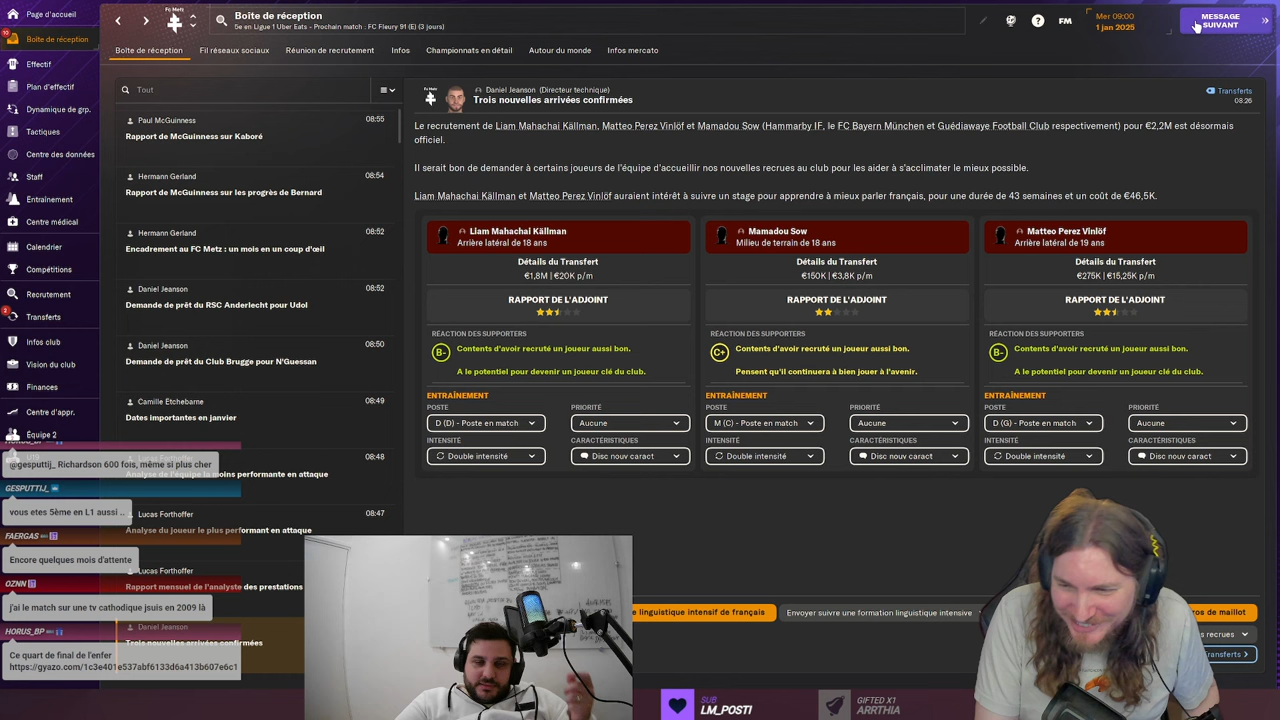 Page d'accueil
10
Boîte de réception
Effectif
Plan d'effectif
Dynamique de grp.
Tactiques
Centre des données
Staff
Entraînement
Centre médical
Calendrier
Compétitions
Recrutement
Transferts
Infos club
Vision du club
Finances
Centre d'appr.
Équipe 2
FC Metz
Boîte de réception
5e en Ligue 1 Uber Eats - Prochain match : FC Fleury 91 (E) (3 jours)
FM
Mer 09:00
1 jan 2025
MESSAGE
SUIVANT
Boîte de réception
Fil réseaux sociaux
Réunion de recrutement
Infos
Championnats en détail
Autour du monde
Infos mercato
Tout
Paul McGuinness
08:55
Rapport de McGuinness sur Kaboré
Hermann Gerland
08:54
Rapport de McGuinness sur les progrès de Bernard
Hermann Gerland
08:52
Encadrement au FC Metz : un mois en un coup d'œil
Daniel Jeanson
08:52
Demande de prêt du RSC Anderlecht pour Udol
Daniel Jeanson
08:50
Demande de prêt du Club Brugge pour N'Guessan
Camille Etchebarne
08:49
Dates importantes en janvier
Lucas Forthoffer
08:48
Analyse de l'équipe la moins performante en attaque
Lucas Forthoffer
08:47
Analyse du joueur le plus performant en attaque
Lucas Forthoffer
Rapport mensuel de l'analyste des prestations
Daniel Jeanson
Trois nouvelles arrivées confirmées
Daniel Jeanson (Directeur technique)
Trois nouvelles arrivées confirmées
Transferts
08:26
Le recrutement de Liam Mahachai Källman, Matteo Perez Vinlöf et Mamadou Sow (Hammarby IF, le FC Bayern München et Guédiawaye Football Club respectivement) pour €2,2M est désormais
officiel.
Il serait bon de demander à certains joueurs de l'équipe d'accueillir nos nouvelles recrues au club pour les aider à s'acclimater le mieux possible.
Liam Mahachai Källman et Matteo Perez Vinlöf auraient intérêt à suivre un stage pour apprendre à mieux parler français, pour une durée de 43 semaines et un coût de €46,5K.
Liam Mahachai Källman
Arrière latéral de 18 ans
Détails du Transfert
€1,8M | €20K p/m
RAPPORT DE L'ADJOINT
RÉACTION DES SUPPORTERS
B-
Contents d'avoir recruté un joueur aussi bon.
A le potentiel pour devenir un joueur clé du club.
ENTRAÎNEMENT
POSTE
PRIORITÉ
D (D) - Poste en match
Aucune
INTENSITÉ
CARACTÉRISTIQUES
Double intensité
Disc nouv caract
Mamadou Sow
Milieu de terrain de 18 ans
Détails du Transfert
€150K | €3,8K p/m
RAPPORT DE L'ADJOINT
RÉACTION DES SUPPORTERS
C+
Contents d'avoir recruté un joueur aussi bon.
Pensent qu'il continuera à bien jouer à l'avenir.
ENTRAÎNEMENT
POSTE
PRIORITÉ
M (C) - Poste en match
Aucune
INTENSITÉ
CARACTÉRISTIQUES
Double intensité
Disc nouv caract
Matteo Perez Vinlöf
Arrière latéral de 19 ans
Détails du Transfert
€275K | €15,25K p/m
RAPPORT DE L'ADJOINT
RÉACTION DES SUPPORTERS
B-
Contents d'avoir recruté un joueur aussi bon.
A le potentiel pour devenir un joueur clé du club.
ENTRAÎNEMENT
POSTE
PRIORITÉ
D (G) - Poste en match
Aucune
INTENSITÉ
CARACTÉRISTIQUES
Double intensité
Disc nouv caract
linguistique intensif de français
Envoyer suivre une formation linguistique intensive
de maillot
recrues
Transferts
HORUS_BP
@gesputtij_ Richardson 600 fois, même si plus cher
GESPUTTIJ_
vous etes 5ème en L1 aussi ..
FAERGAS
Encore quelques mois d'attente
OZNN
j'ai le match sur une tv cathodique jsuis en 2009 là
HORUS_BP
Ce quart de final de l'enfer
https://gyazo.com/1c3e401e537abf6133d6a413b607e6c1
SUB
LM_POSTI
GIFTED X1
ARRTHIA